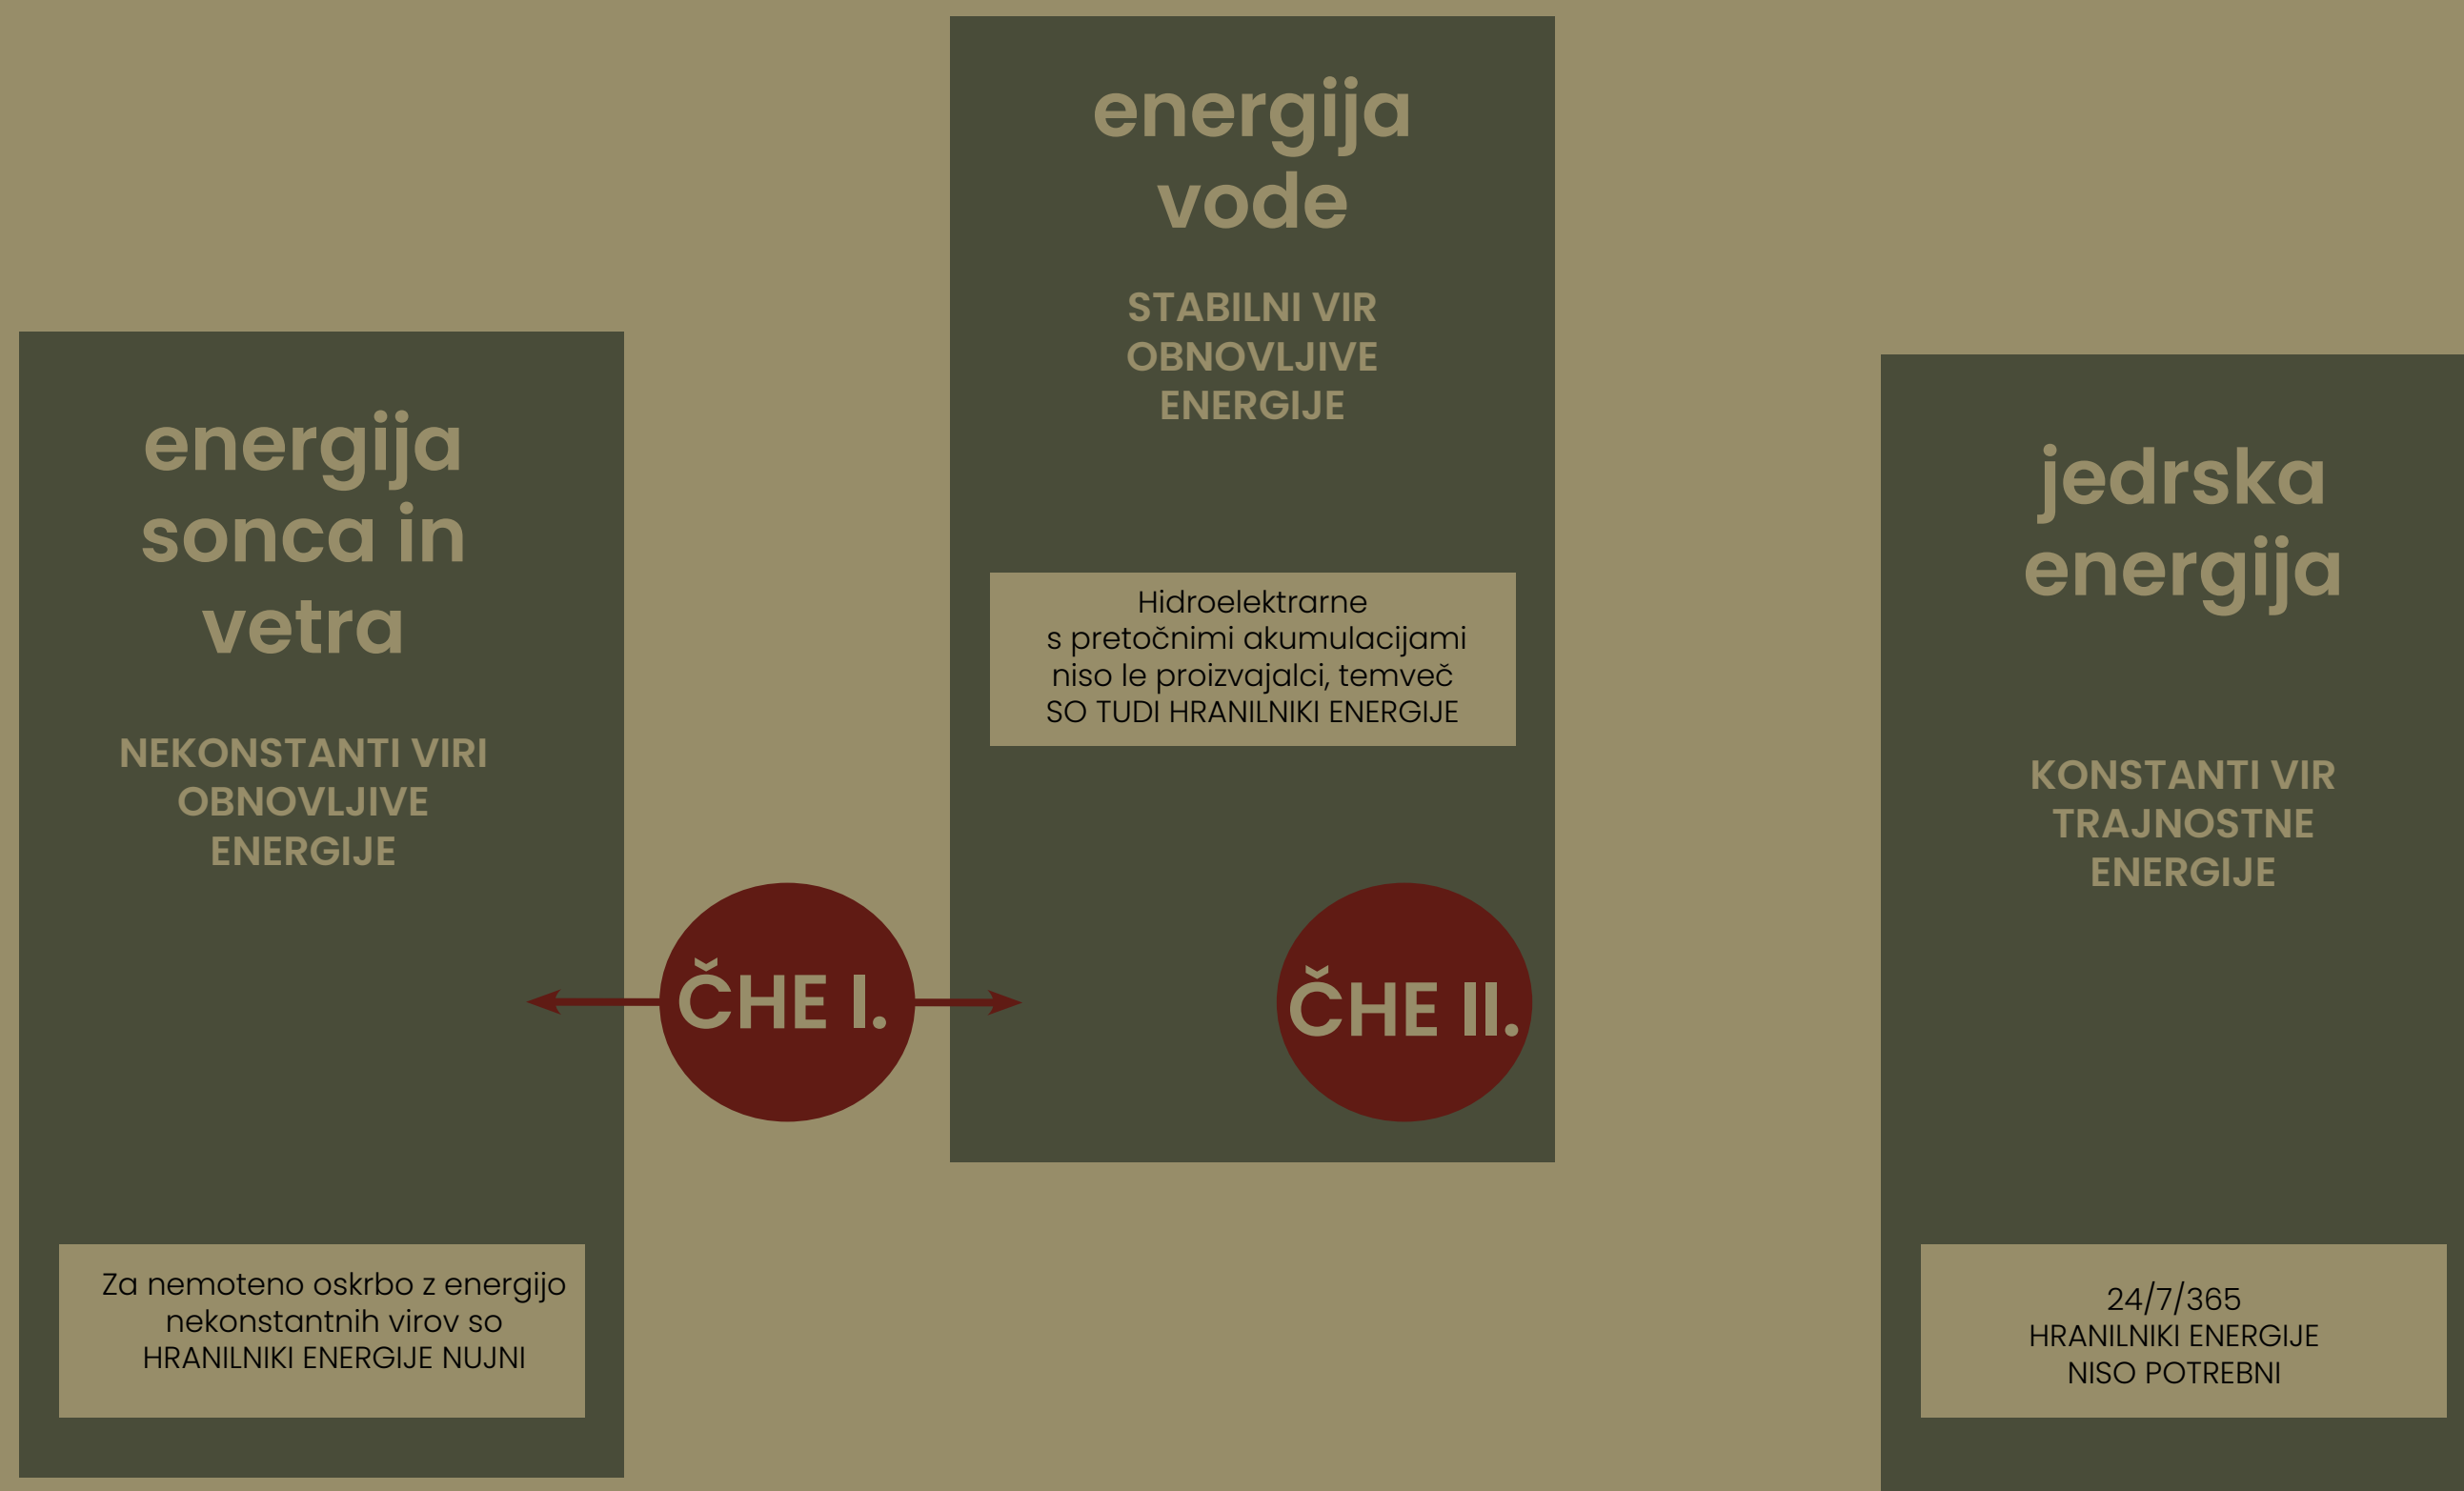 energija
sonca in
vetra
NEKONSTANTI VIRI
OBNOVLJIVE
ENERGIJE
Za nemoteno oskrbo z energijo
nekonstantnih virov so
HRANILNIKI ENERGIJE NUJNI
ČHE I.
energija
vode
STABILNI VIR
OBNOVLJIVE
ENERGIJE
Hidroelektrarne
s pretočnimi akumulacijami
niso le proizvajalci, temveč
SO TUDI HRANILNIKI ENERGIJE
ČHE II.
jedrska
energija
KONSTANTI VIR
TRAJNOSTNE
ENERGIJE
24/7/365
HRANILNIKI ENERGIJE
NISO POTREBNI